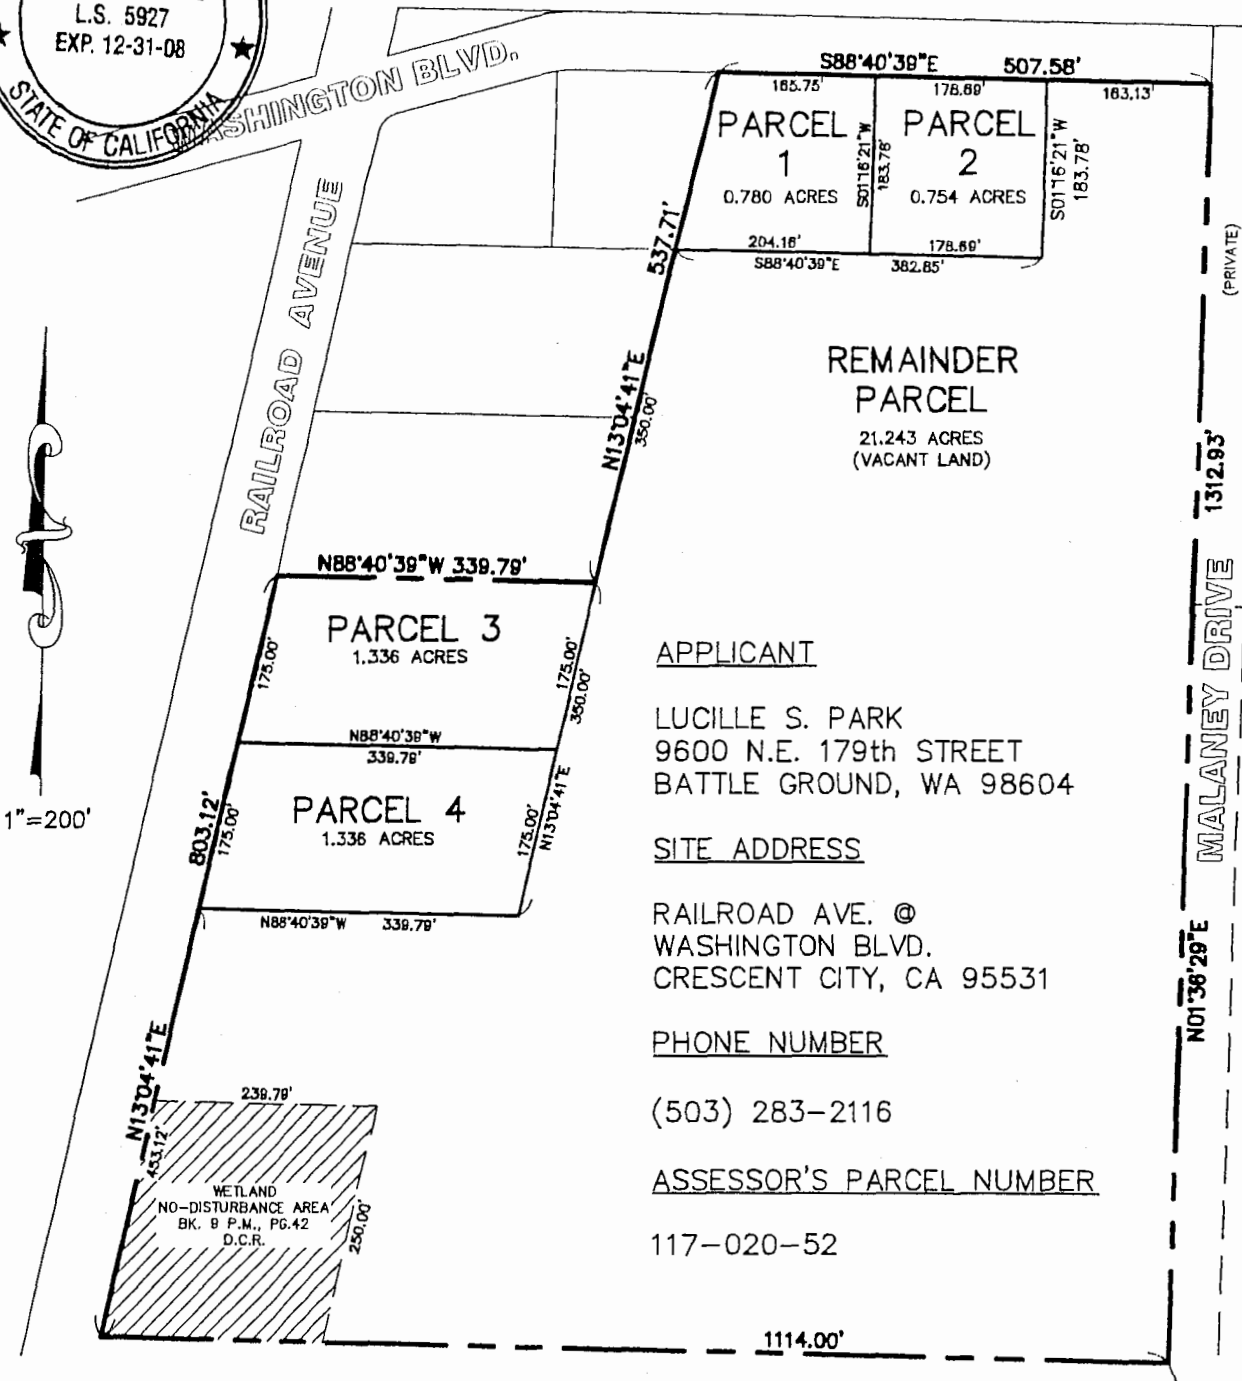 L.S. 5927
EXP. 12-31-08
STATE OF CALIFORNIA
WASHINGTON BLVD.
RAILROAD AVENUE
S88°40'39"E 507.58'
165.75'
178.69'
163.13'
PARCEL
1
0.780 ACRES
S01°16'21"W
183.78'
PARCEL
2
0.754 ACRES
S01°16'21"W
183.78'
204.16'
178.69'
S88°40'39"E 382.85'
537.71'
N13°04'41"E
350.00'
(PRIVATE)
REMAINDER
PARCEL
21.243 ACRES
(VACANT LAND)
1312.93'
MALANEY DRIVE
N01°36'29"E
1"=200'
N88°40'39"W 339.79'
PARCEL 3
1.336 ACRES
175.00'
175.00'
350.00'
N88°40'39"W
339.79'
PARCEL 4
1.336 ACRES
803.12'
175.00'
175.00'
N13°04'41"E
N88°40'39"W 339.79'
N13°04'41"E
453.12'
239.79'
WETLAND
NO-DISTURBANCE AREA
BK. 9 P.M., PG.42
D.C.R.
250.00'
1114.00'
APPLICANT
LUCILLE S. PARK
9600 N.E. 179th STREET
BATTLE GROUND, WA 98604
SITE ADDRESS
RAILROAD AVE. @
WASHINGTON BLVD.
CRESCENT CITY, CA 95531
PHONE NUMBER
(503) 283-2116
ASSESSOR'S PARCEL NUMBER
117-020-52